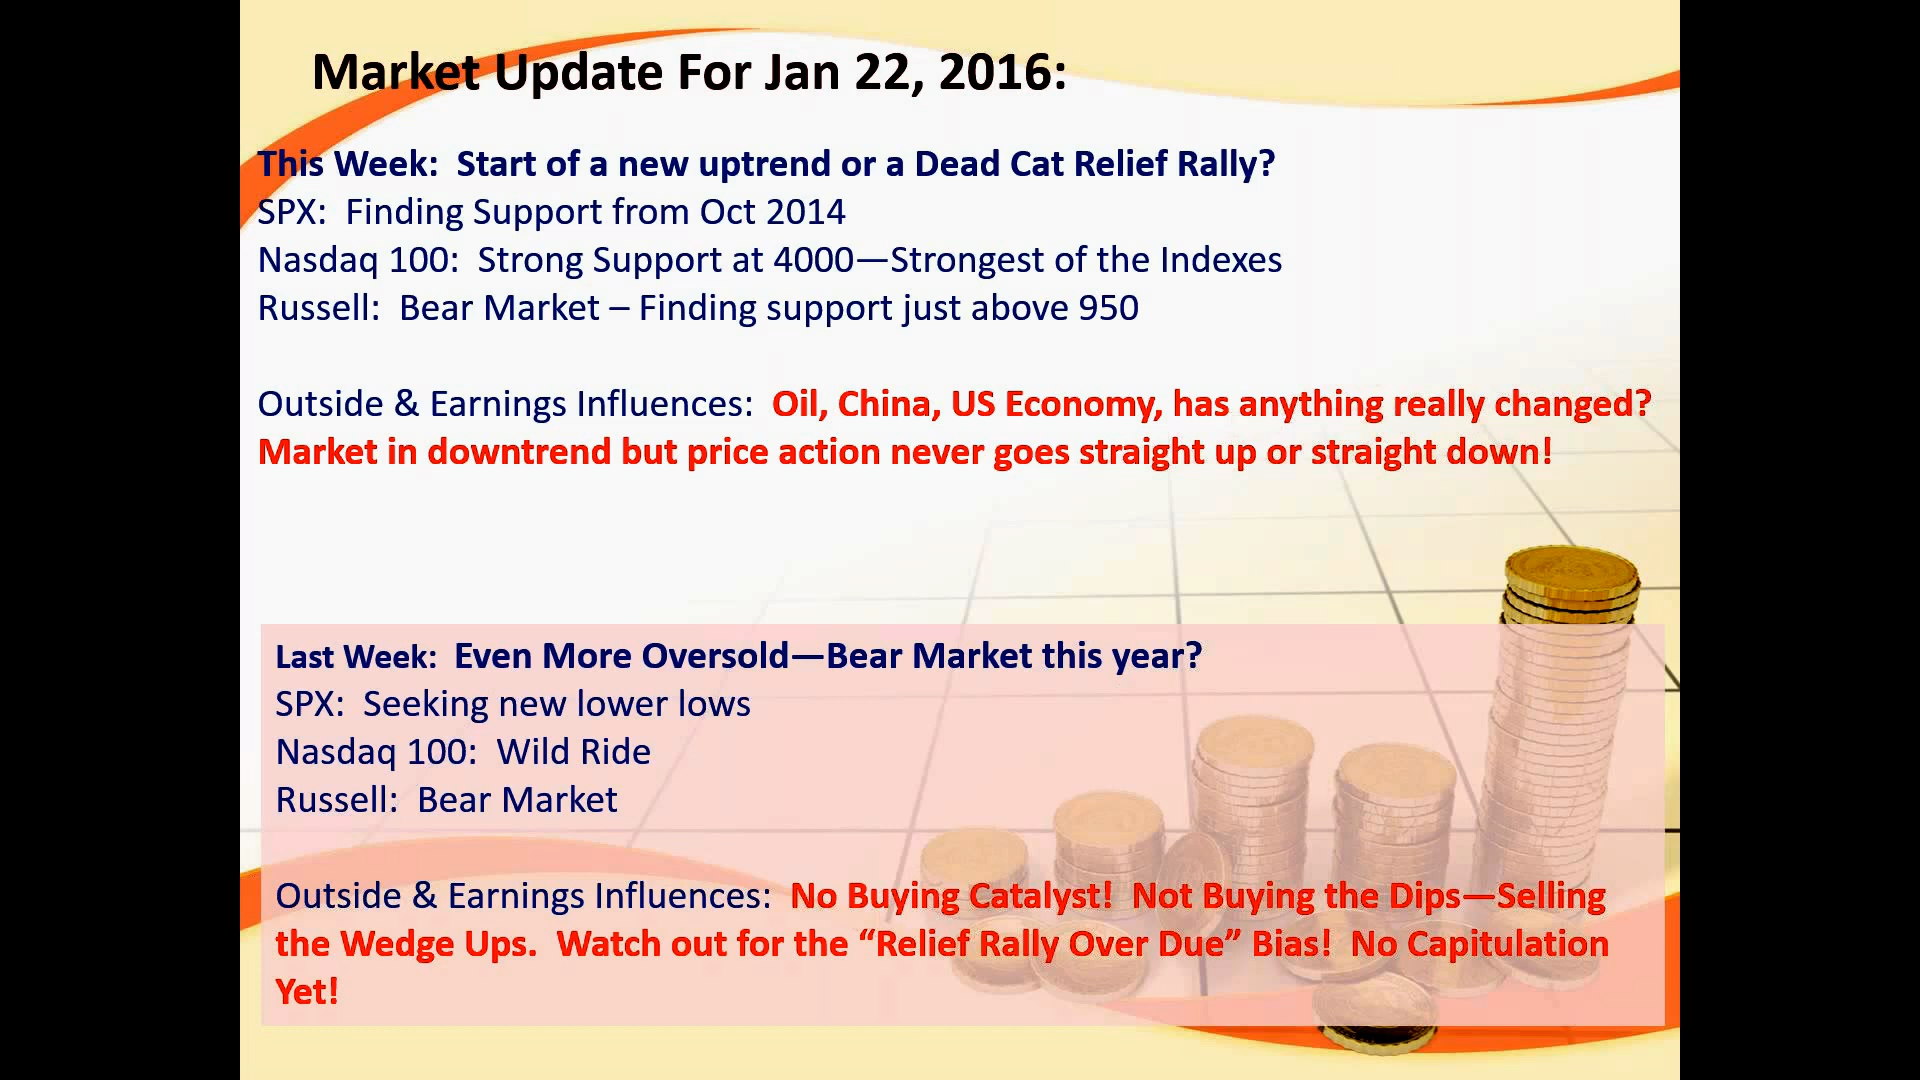 Market Update For Jan 22, 2016:
This Week:  Start of a new uptrend or a Dead Cat Relief Rally?
SPX:  Finding Support from Oct 2014
Nasdaq 100:  Strong Support at 4000—Strongest of the Indexes
Russell:  Bear Market – Finding support just above 950
Outside & Earnings Influences:  Oil, China, US Economy, has anything really changed?
Market in downtrend but price action never goes straight up or straight down!
Last Week:  Even More Oversold—Bear Market this year?
SPX:  Seeking new lower lows
Nasdaq 100:  Wild Ride
Russell:  Bear Market
Outside & Earnings Influences:  No Buying Catalyst!  Not Buying the Dips—Selling
the Wedge Ups.  Watch out for the “Relief Rally Over Due” Bias!  No Capitulation
Yet!